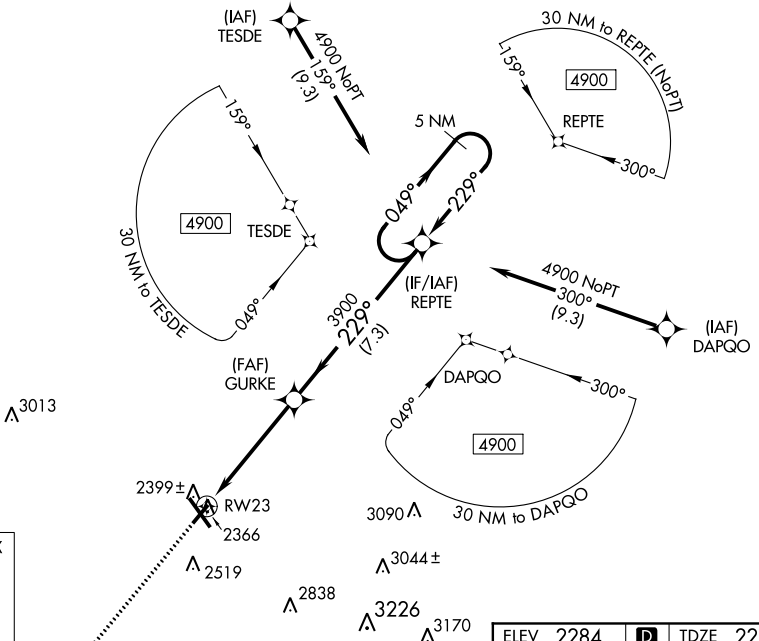 (IAF)
TESDE
4900 NoPT
159°
(9.3)
30 NM to REPTE (NoPT)
159°
4900
REPTE
300°
5 NM
049°
229°
159°
4900
TESDE
049°
30 NM to TESDE
(IF/IAF)
REPTE
4900 NoPT
300°
(9.3)
(IAF)
DAPQO
3900
229°
(7.3)
(FAF)
GURKE
DAPQO
300°
049°
4900
30 NM to DAPQO
3013
2399±
RW23
2366
2519
2838
3090
3044±
3226
3170
ELEV 2284
D
TDZE 22